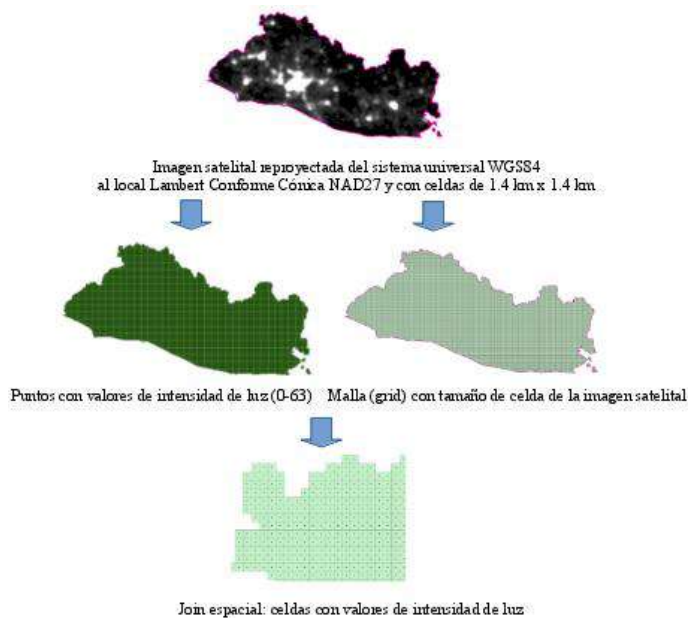 Imagen satelital reproyectada del sistema universal WGS84
al local Lambert Conforme Cónica NAD27 y con celdas de 1.4 km x 1.4 km
Puntos con valores de intensidad de luz (0-63)
Malla (grid) con tamaño de celda de la imagen satelital
Join espacial: celdas con valores de intensidad de luz